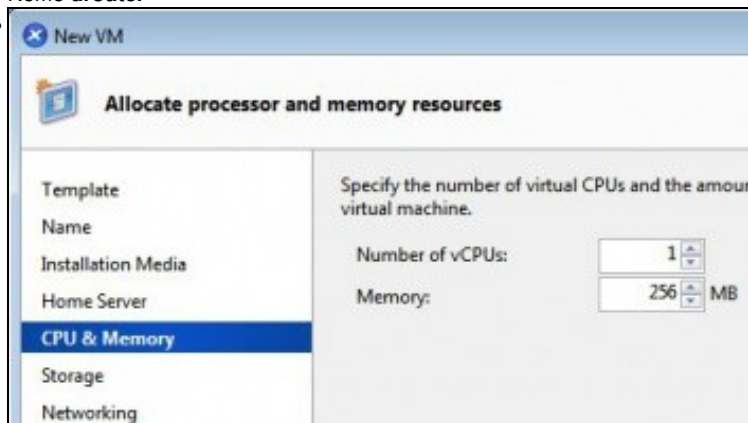 New VM
Allocate processor and memory resources
Template
Name
Installation Media
Home Server
CPU & Memory
Storage
Networking
Specify the number of virtual CPUs and the amour
virtual machine.
Number of vCPUs: 1
Memory: 256 MB